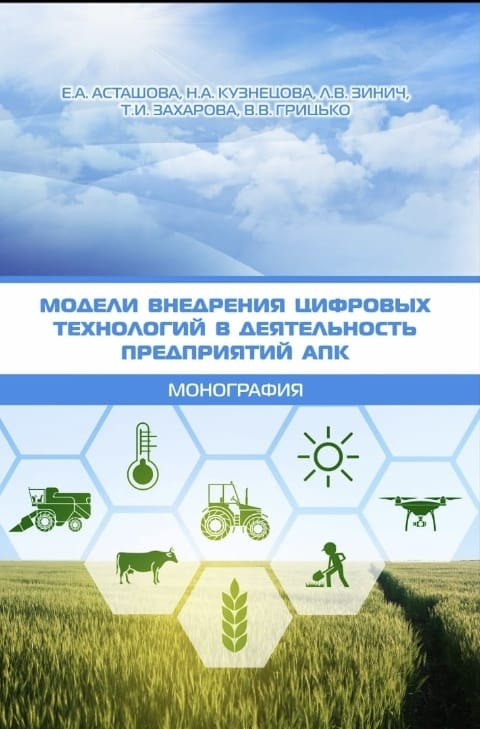 Е.А. АСТАШОВА, Н.А. КУЗНЕЦОВА, Л.В. ЗИНИЧ,
Т.И. ЗАХАРОВА, В.В. ГРИЦЬКО
МОДЕЛИ ВНЕДРЕНИЯ ЦИФРОВЫХ
ТЕХНОЛОГИЙ В ДЕЯТЕЛЬНОСТЬ
ПРЕДПРИЯТИЙ АПК
МОНОГРАФИЯ